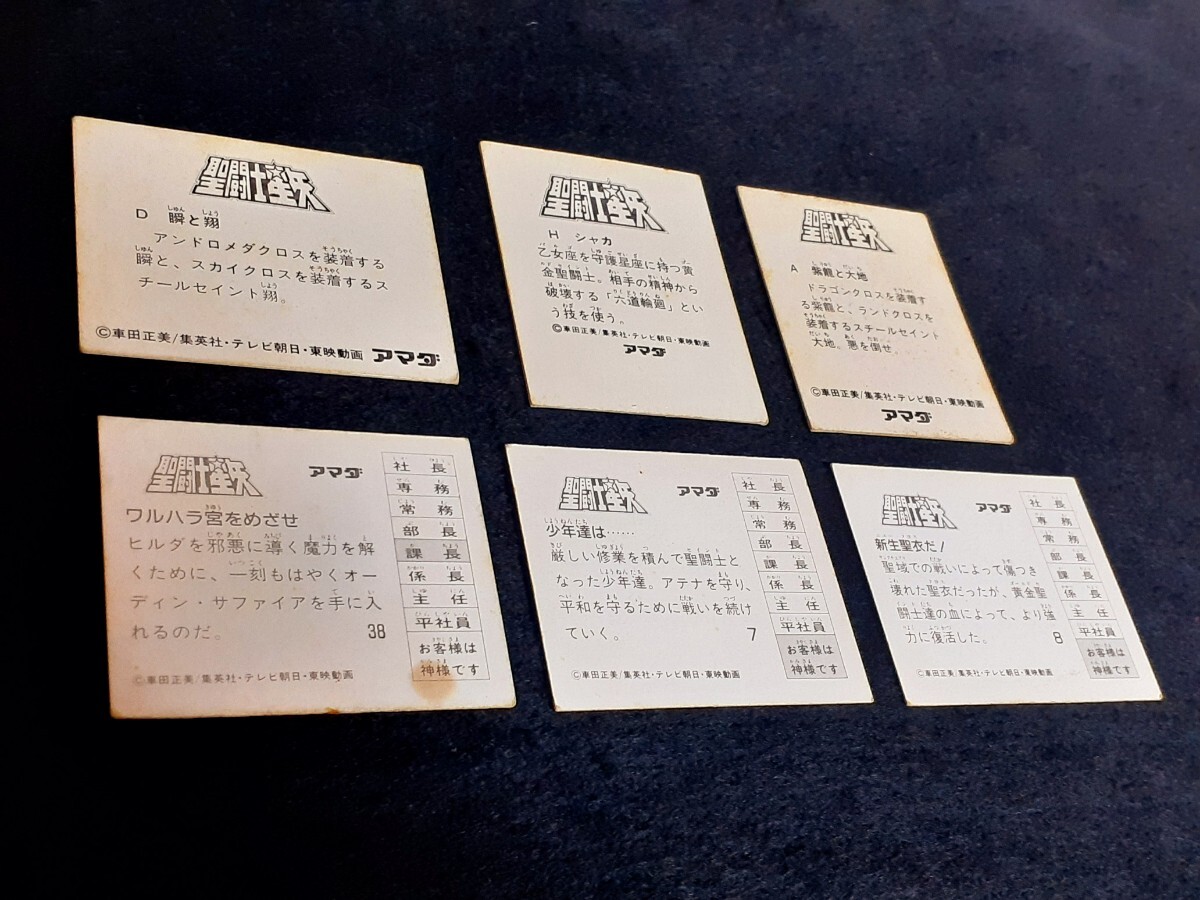 聖闘士星矢
D 瞬と翔
アンドロメダクロスを装着する
瞬と、スカイクロスを装着するス
チールセイント翔。
©車田正美/集英社・テレビ朝日・東映動画 アマダ
聖闘士星矢
H シャカ
乙女座を守護星座に持つ黄
金聖闘士。相手の精神から
破壊する「六道輪廻」とい
う技を使う。
©車田正美/集英社・テレビ朝日・東映動画
アマダ
聖闘士星矢
A 紫龍と大地
ドラゴンクロスを装着す
る紫龍と、ランドクロスを
装着するスチールセイント
大地。悪を倒せ。
©車田正美/集英社・テレビ朝日・東映動画
アマダ
聖闘士星矢 アマダ
ワルハラ宮をめざせ
ヒルダを邪悪に導く魔力を解
くために、一刻もはやくオー
ディン・サファイアを手に入
れるのだ。 38
©車田正美/集英社・テレビ朝日・東映動画
社長
専務
常務
部長
課長
係長
主任
平社員
お客様は
神様です
聖闘士星矢 アマダ
少年達は……
厳しい修業を積んで聖闘士と
なった少年達。アテナを守り、
平和を守るために戦いを続け
ていく。 7
©車田正美/集英社・テレビ朝日・東映動画
社長
専務
常務
部長
課長
係長
主任
平社員
お客様は
神様です
聖闘士星矢 アマダ
新生聖衣だ!
聖域での戦いによって傷つき
壊れた聖衣だったが、黄金聖
闘士達の血によって、より強
力に復活した。 8
©車田正美/集英社・テレビ朝日・東映動画
社長
専務
常務
部長
課長
係長
主任
平社員
お客様は
神様です